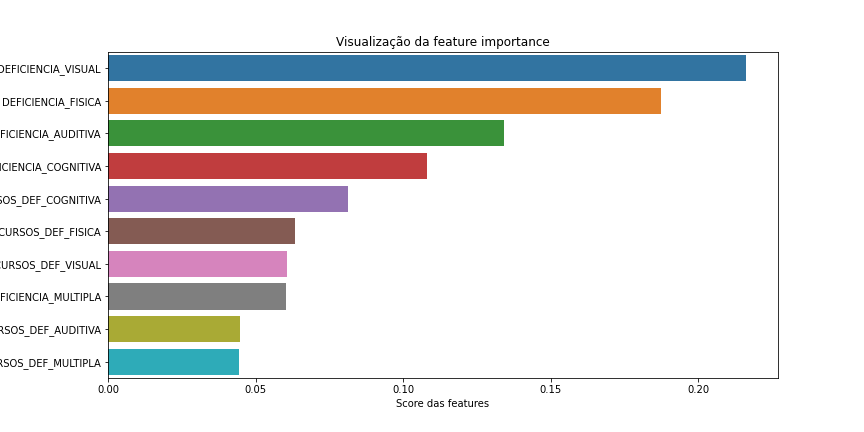 Visualização da feature importance
DEFICIENCIA_VISUAL
DEFICIENCIA_FISICA
FICIENCIA_AUDITIVA
ICIENCIA_COGNITIVA
SOS_DEF_COGNITIVA
CURSOS_DEF_FISICA
CURSOS_DEF_VISUAL
FICIENCIA_MULTIPLA
RSOS_DEF_AUDITIVA
RSOS_DEF_MULTIPLA
0.00 0.05 0.10 0.15 0.20
Score das features